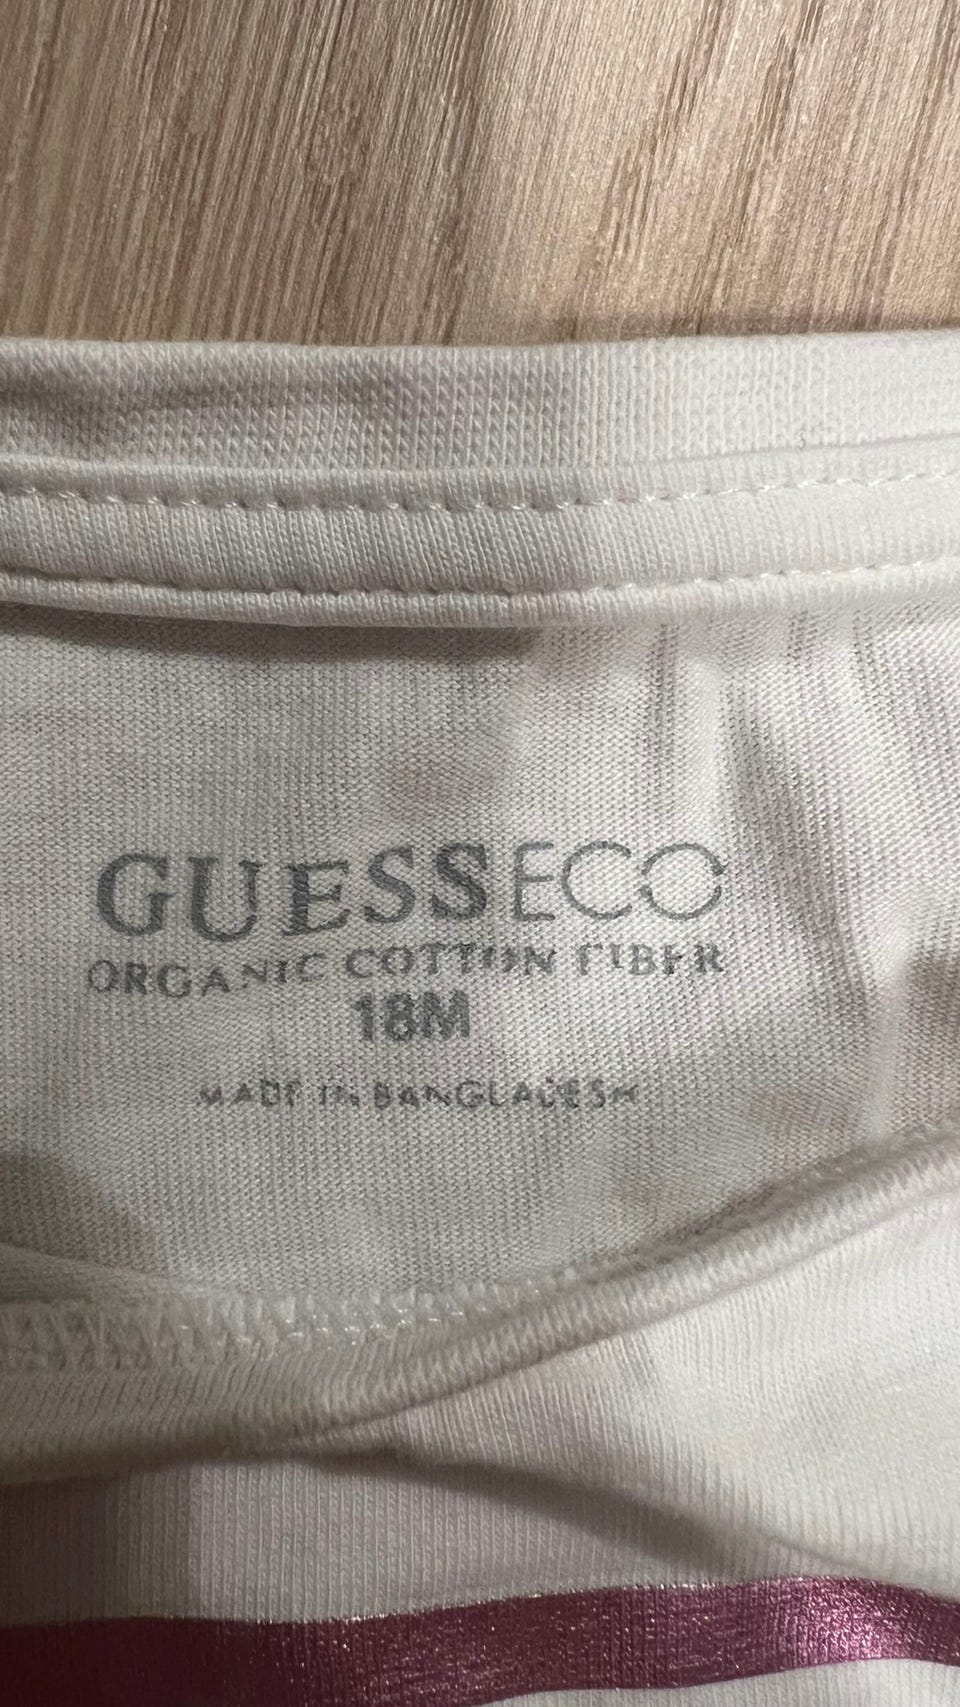 GUESSECO
ORGANIC COTTON FIBER
18M
MADE IN BANGLADESH